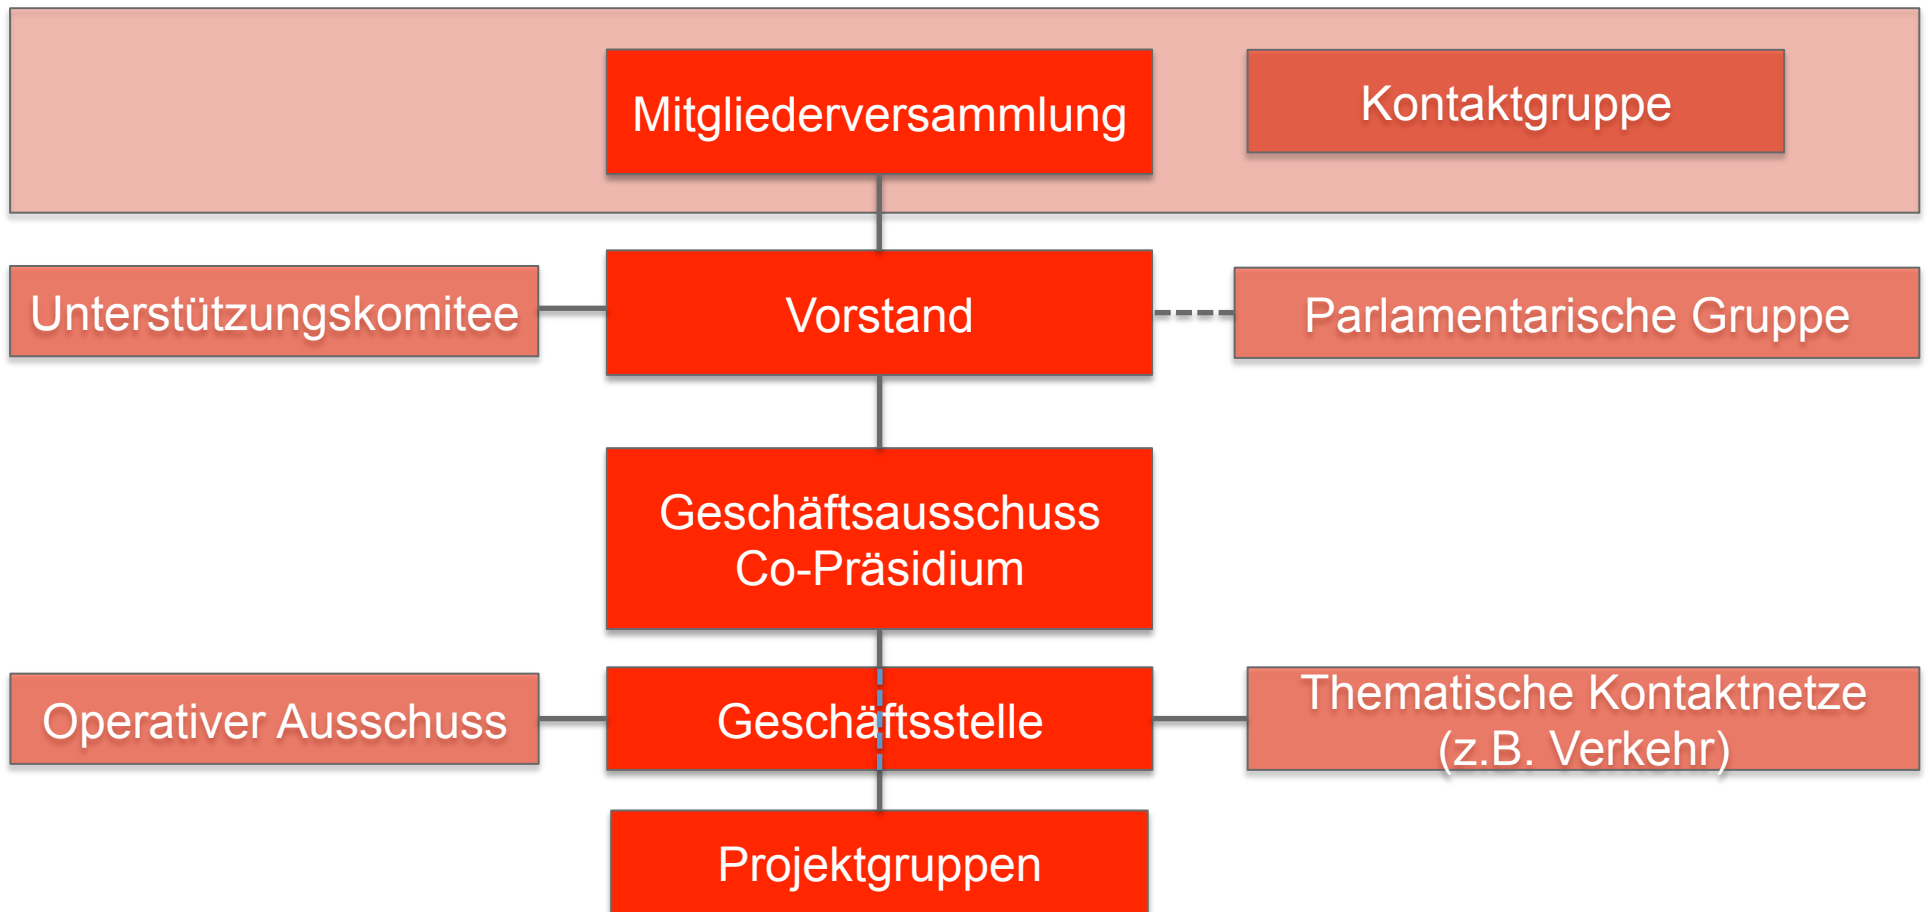 Mitgliederversammlung
Kontaktgruppe
Unterstützungskomitee
Vorstand
Parlamentarische Gruppe
Geschäftsausschuss
Co-Präsidium
Operativer Ausschuss
Geschäftsstelle
Thematische Kontaktnetze
(z.B. Verkehr)
Projektgruppen